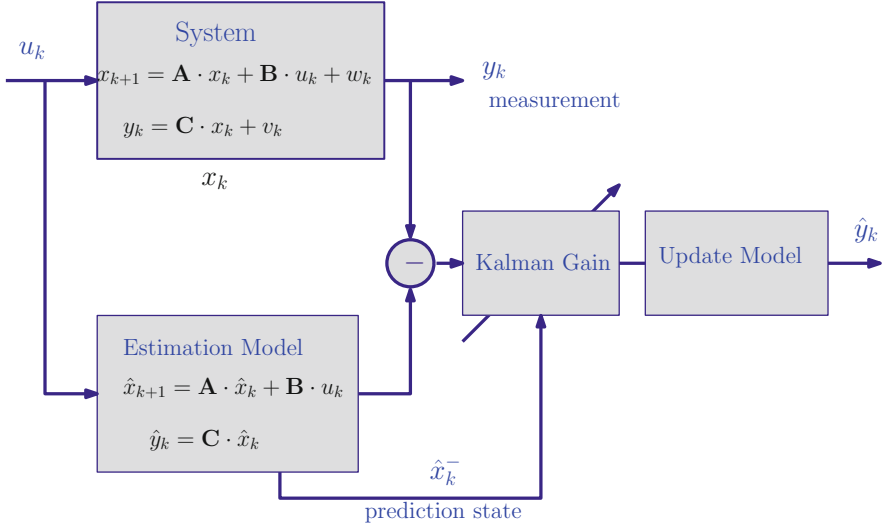 u_k
System
x_{k+1} = A · x_k + B · u_k + w_k
y_k = C · x_k + v_k
x_k
y_k
measurement
−
Kalman Gain
Update Model
ŷ_k
Estimation Model
x̂_{k+1} = A · x̂_k + B · u_k
ŷ_k = C · x̂_k
x̂_k^−
prediction state